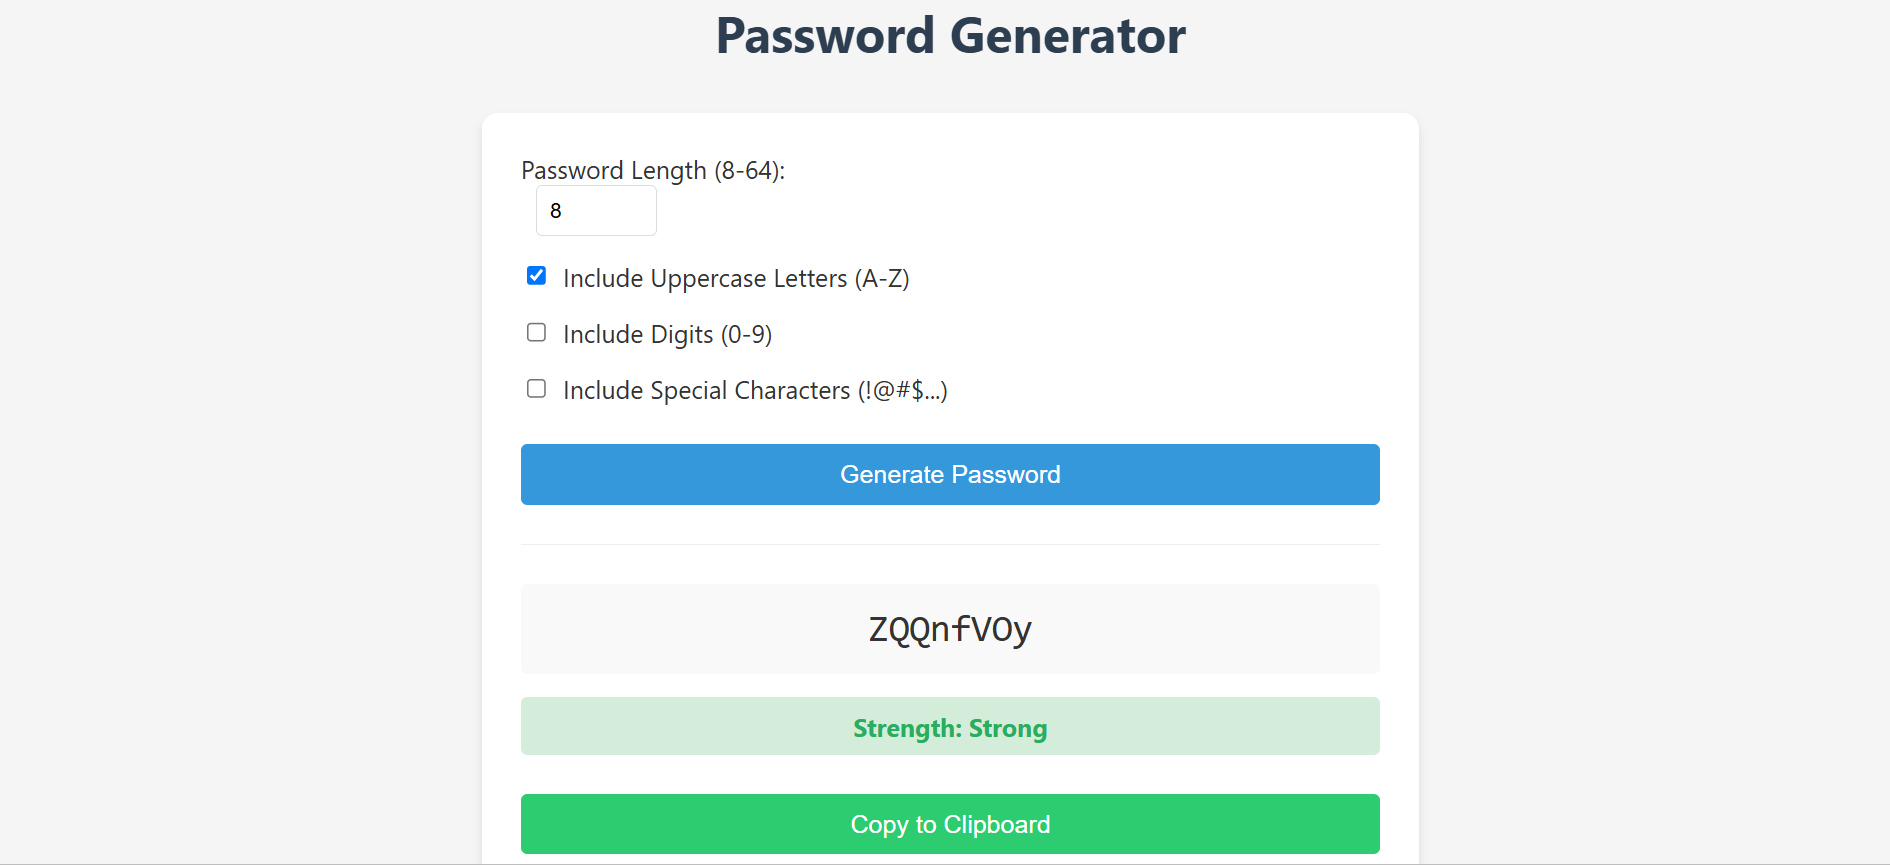 Password Generator
Password Length (8-64):
8
Include Uppercase Letters (A-Z)
Include Digits (0-9)
Include Special Characters (!@#$...)
Generate Password
ZQQnfVOy
Strength: Strong
Copy to Clipboard